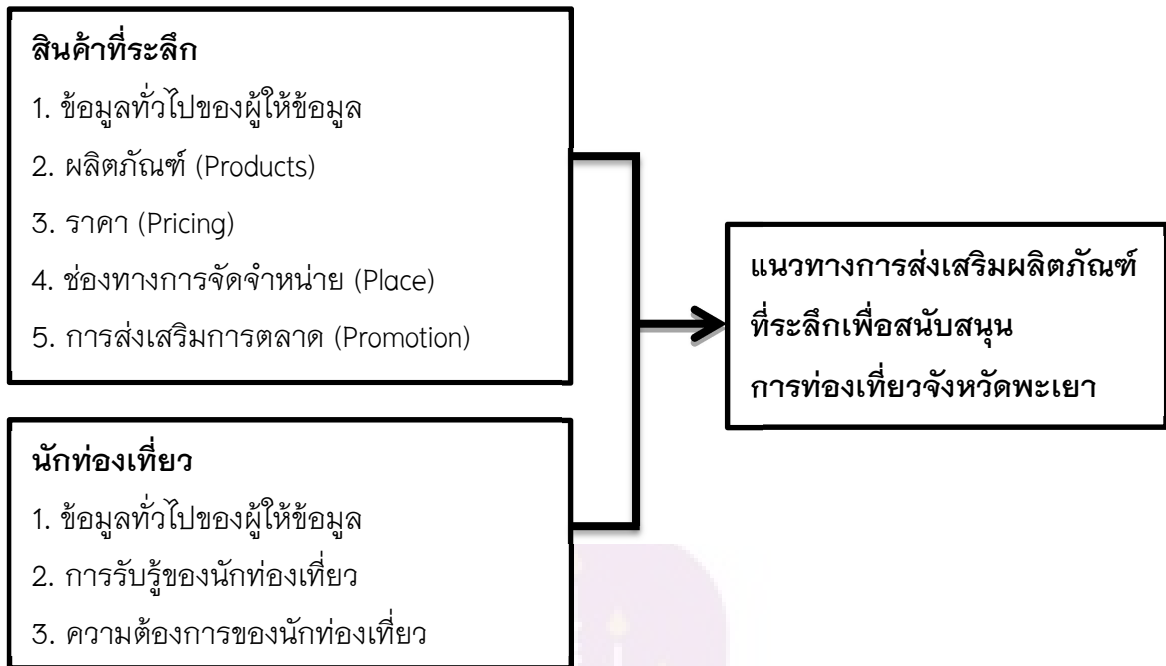 สินค้าที่ระลึก
1. ข้อมูลทั่วไปของผู้ให้ข้อมูล
2. ผลิตภัณฑ์ (Products)
3. ราคา (Pricing)
4. ช่องทางการจัดจำหน่าย (Place)
5. การส่งเสริมการตลาด (Promotion)
นักท่องเที่ยว
1. ข้อมูลทั่วไปของผู้ให้ข้อมูล
2. การรับรู้ของนักท่องเที่ยว
3. ความต้องการของนักท่องเที่ยว
แนวทางการส่งเสริมผลิตภัณฑ์
ที่ระลึกเพื่อสนับสนุน
การท่องเที่ยวจังหวัดพะเยา